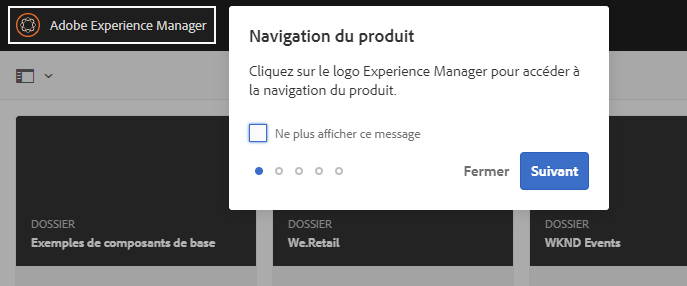 Adobe Experience Manager
Navigation du produit
Cliquez sur le logo Experience Manager pour accéder à
la navigation du produit.
Ne plus afficher ce message
Fermer
Suivant
DOSSIER
Exemples de composants de base
DOSSIER
We.Retail
DOSSIER
WKND Events